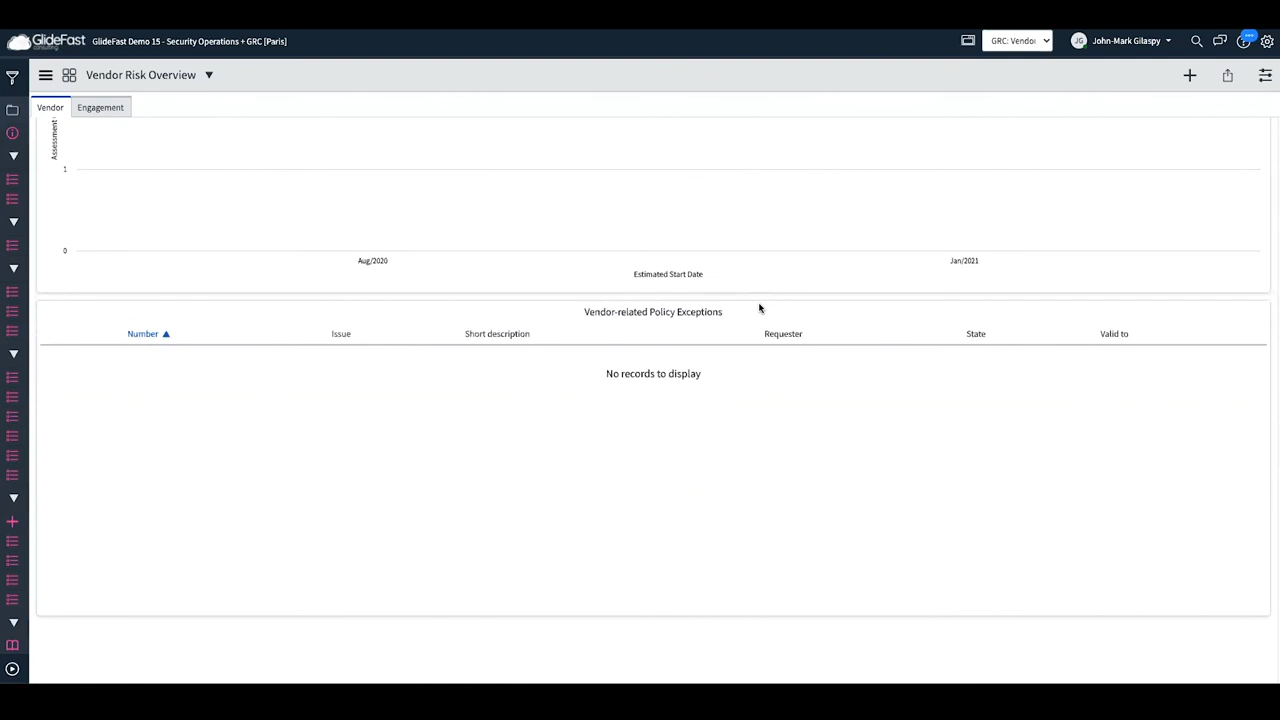 GlideFast
consulting
GlideFast Demo 15 - Security Operations + GRC [Paris]
GRC: Vendor
JG
John-Mark Gilaspy
Vendor Risk Overview
Vendor
Engagement
Assessment
1
0
Aug/2020
Jan/2021
Estimated Start Date
Vendor-related Policy Exceptions
Number
Issue
Short description
Requester
State
Valid to
No records to display